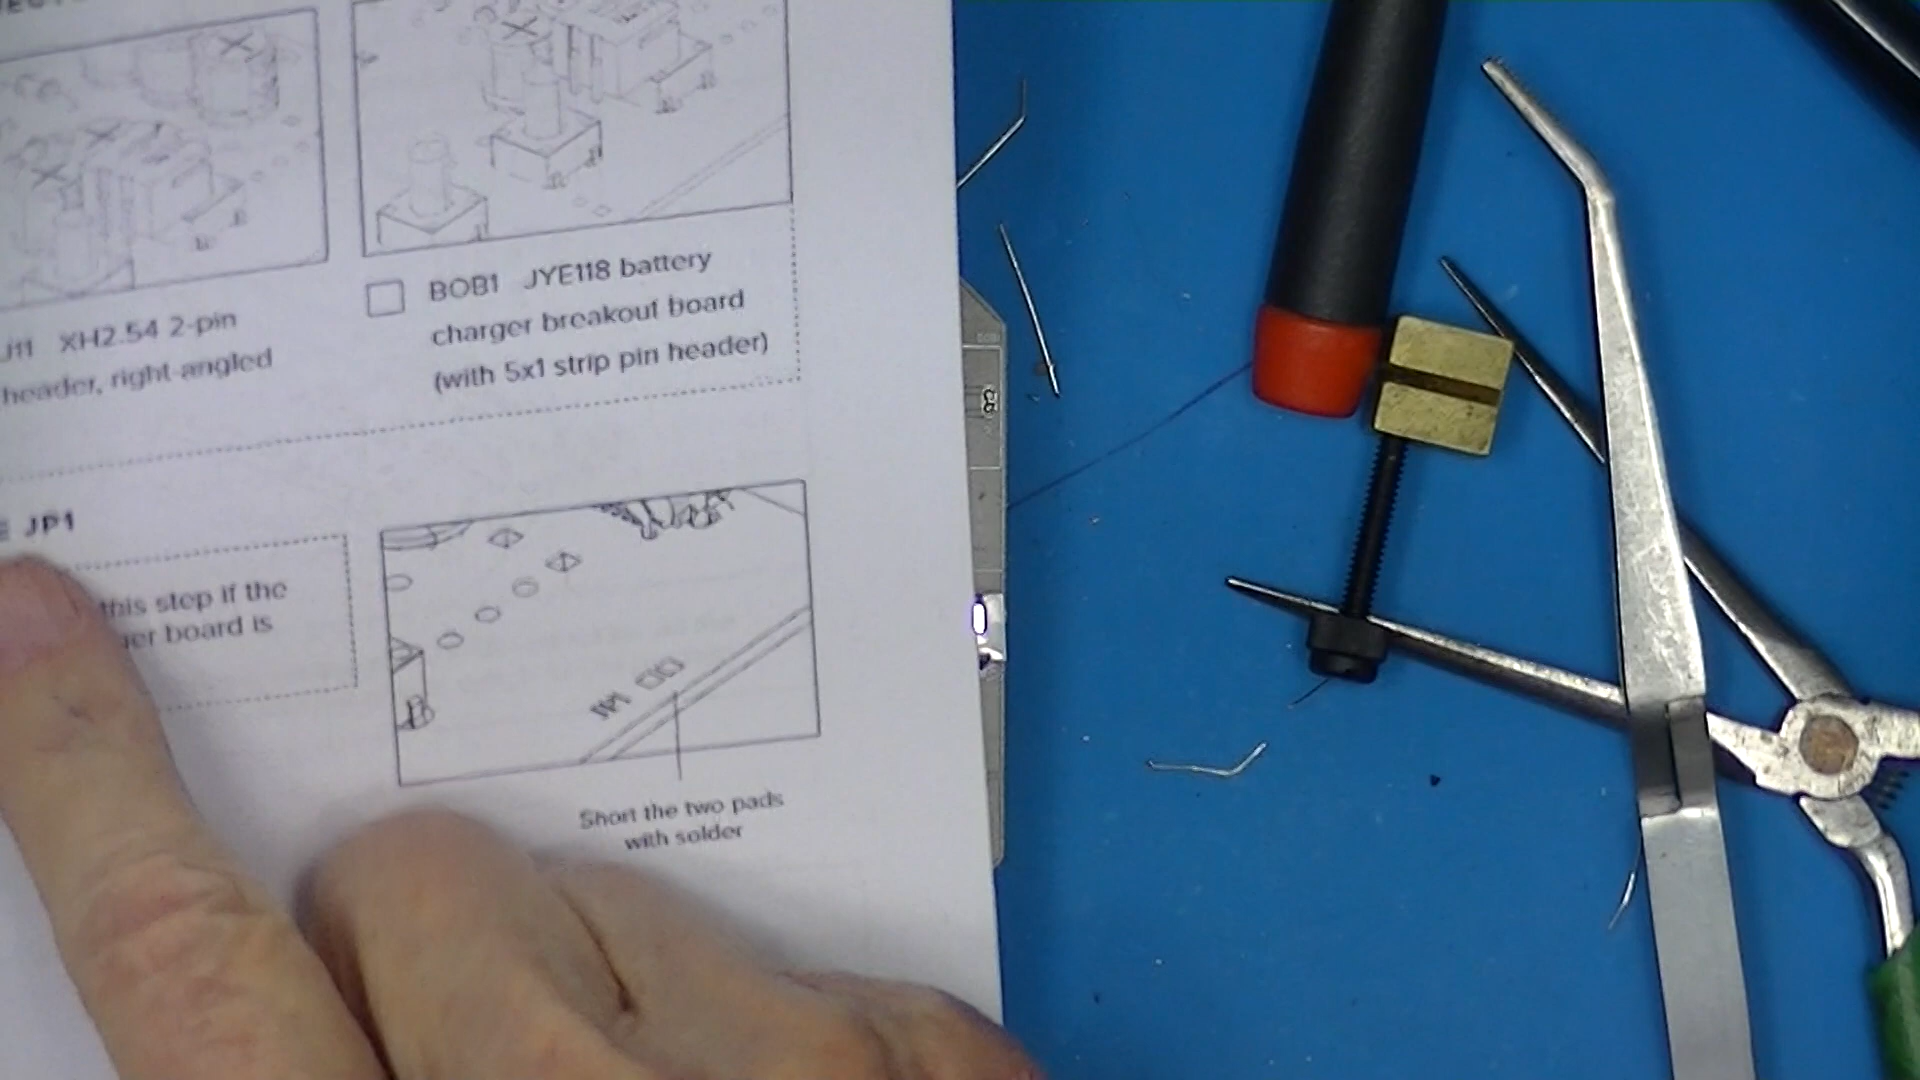 J11 XH2.54 2-pin
header, right-angled
BOB1 JYE118 battery
charger breakout board
(with 5x1 strip pin header)
JP1
this step if the
board is
JP1
Short the two pads
with solder